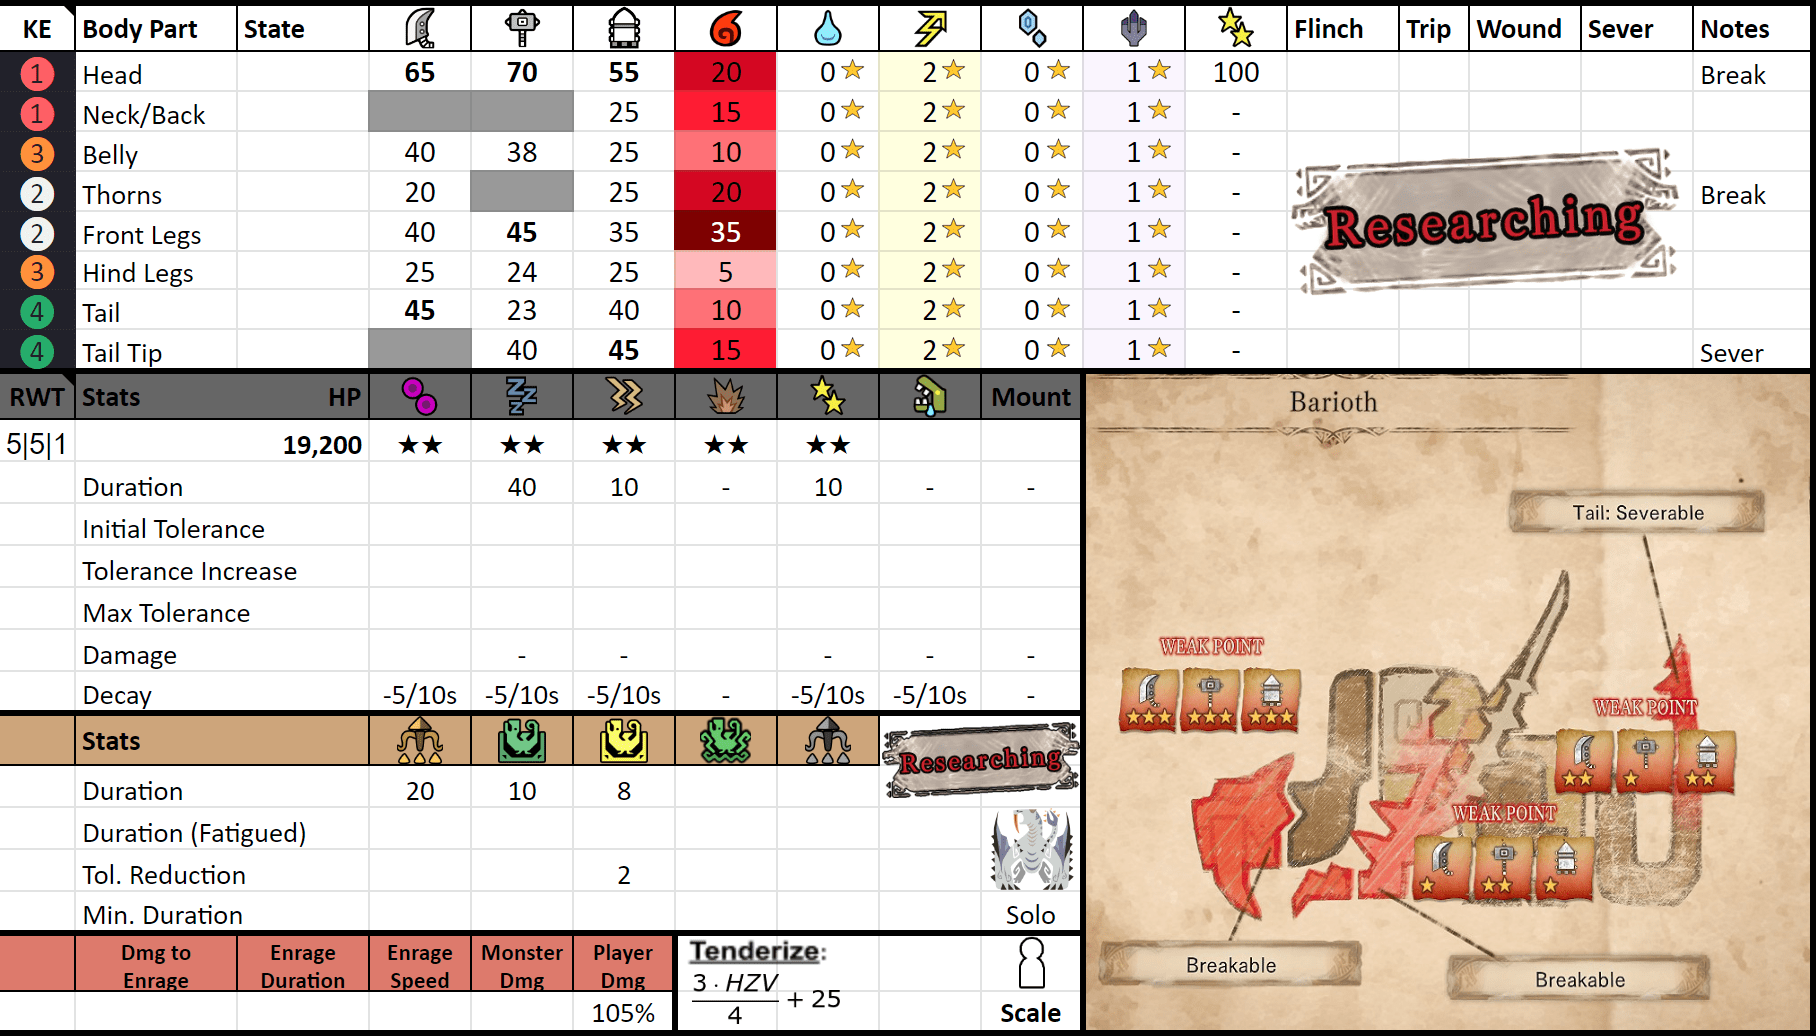 KE Body Part State Flinch Trip Wound Sever Notes
1 Head 65 70 55 20 0 2 0 1 100 Break
1 Neck/Back 25 15 0 2 0 1 -
3 Belly 40 38 25 10 0 2 0 1 -
2 Thorns 20 25 20 0 2 0 1 - Break
2 Front Legs 40 45 35 35 0 2 0 1 -
3 Hind Legs 25 24 25 5 0 2 0 1 -
4 Tail 45 23 40 10 0 2 0 1 -
4 Tail Tip 40 45 15 0 2 0 1 - Sever
Researching
RWT Stats HP Mount
5|5|1 19,200 ★★ ★★ ★★ ★★ ★★
Duration 40 10 - 10 - -
Initial Tolerance
Tolerance Increase
Max Tolerance
Damage - - - - -
Decay -5/10s -5/10s -5/10s - -5/10s -5/10s -
Stats
Researching
Duration 20 10 8
Duration (Fatigued)
Tol. Reduction 2
Min. Duration Solo
Dmg to Enrage Enrage Duration Enrage Speed Monster Dmg Player Dmg
105%
Tenderize:
3 · HZV
4
+ 25
Scale
Barioth
Tail: Severable
WEAK POINT
WEAK POINT
WEAK POINT
Breakable
Breakable